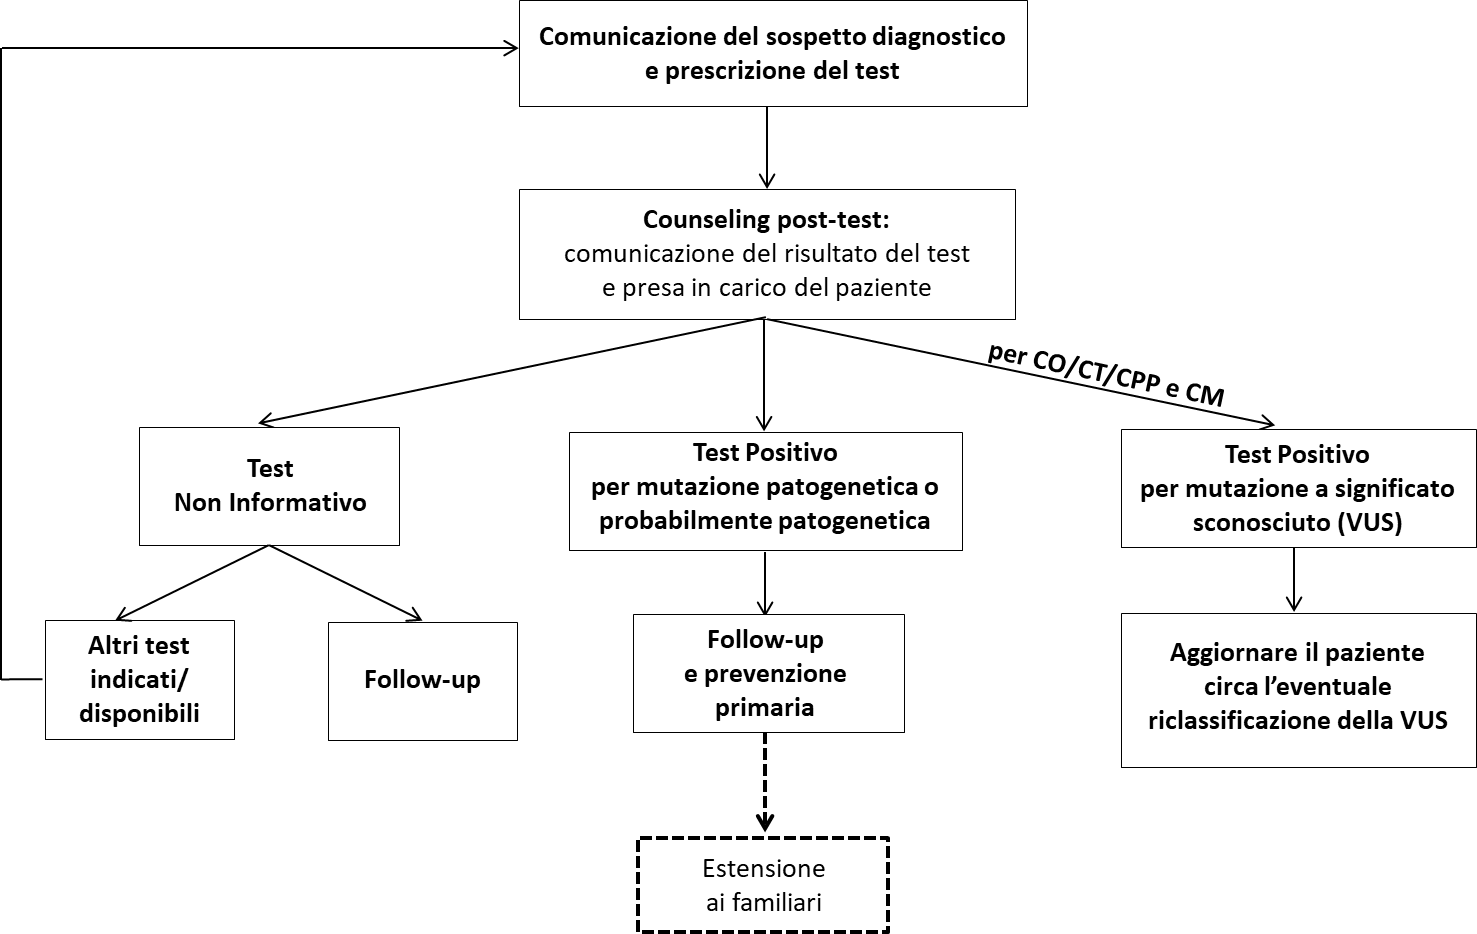 Comunicazione del sospetto diagnostico
e prescrizione del test
Counseling post-test:
comunicazione del risultato del test
e presa in carico del paziente
per CO/CT/CPP e CM
Test
Non Informativo
Test Positivo
per mutazione patogenetica o
probabilmente patogenetica
Test Positivo
per mutazione a significato
sconosciuto (VUS)
Altri test
indicati/
disponibili
Follow-up
Follow-up
e prevenzione
primaria
Aggiornare il paziente
circa l’eventuale
riclassificazione della VUS
Estensione
ai familiari